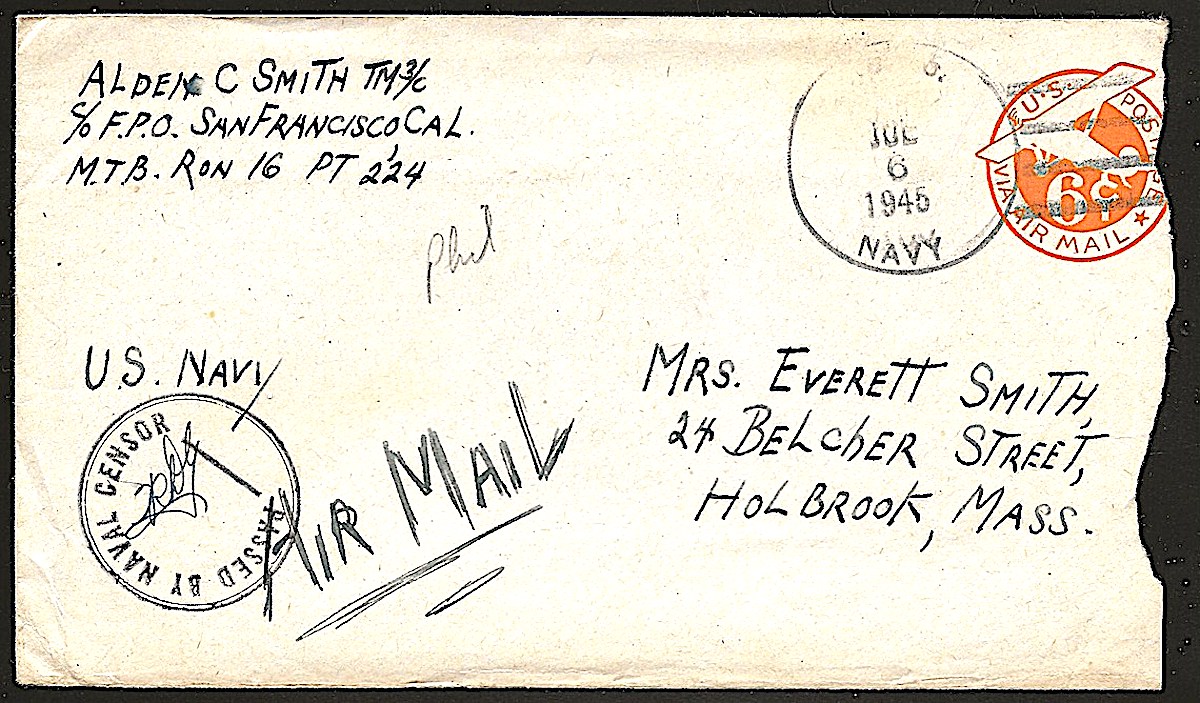 ALDEN C SMITH TM3/c
c/o F.P.O. SAN FRANCISCO, CAL.
M.T.B. RON 16 PT 224
JUL
6
1945
NAVY
U.S. POSTAGE
6¢
VIA AIR MAIL
Phil
U.S. NAVY
PASSED BY NAVAL CENSOR
AIR MAIL
MRS. EVERETT SMITH,
24 BELCHER STREET,
HOLBROOK, MASS.